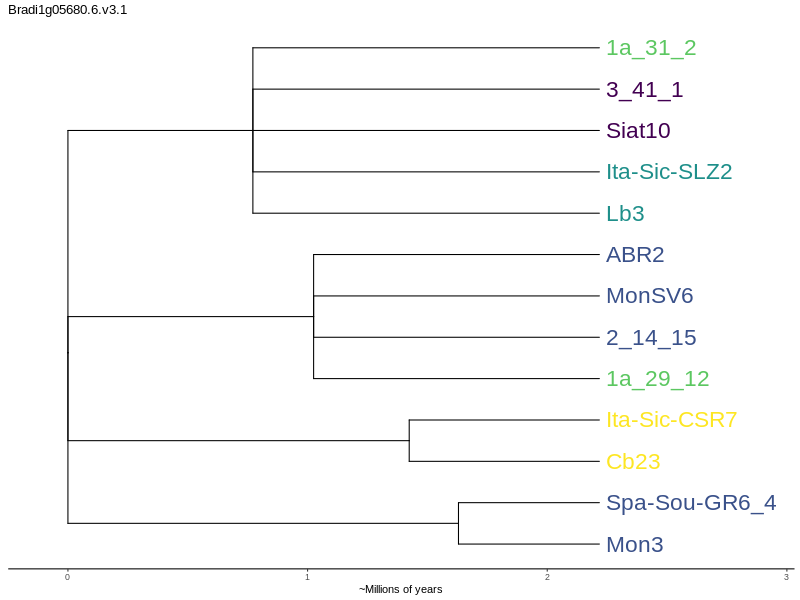 Bradi1g05680.6.v3.1
1a_31_2
3_41_1
Siat10
Ita-Sic-SLZ2
Lb3
ABR2
MonSV6
2_14_15
1a_29_12
Ita-Sic-CSR7
Cb23
Spa-Sou-GR6_4
Mon3
0 1 2 3
~Millions of years